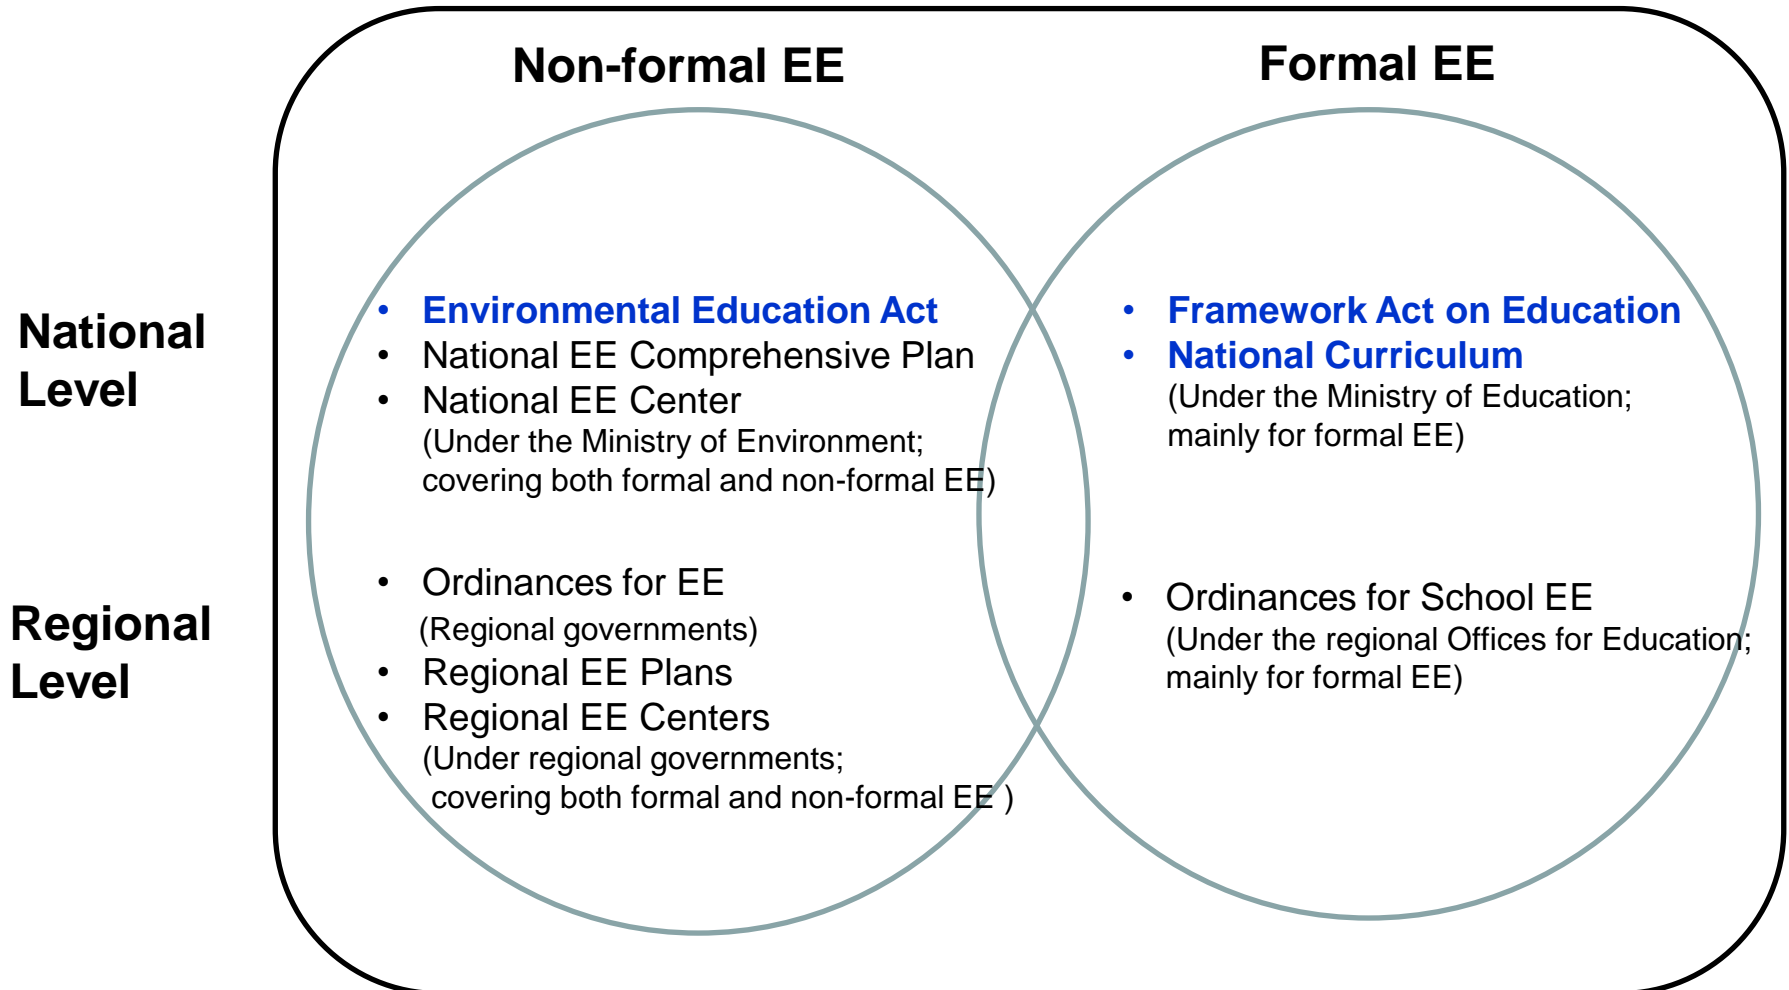 Non-formal EE
Formal EE
National
Level
• Environmental Education Act
• National EE Comprehensive Plan
• National EE Center
(Under the Ministry of Environment;
covering both formal and non-formal EE)
• Framework Act on Education
• National Curriculum
(Under the Ministry of Education;
mainly for formal EE)
Regional
Level
• Ordinances for EE
(Regional governments)
• Regional EE Plans
• Regional EE Centers
(Under regional governments;
covering both formal and non-formal EE )
• Ordinances for School EE
(Under the regional Offices for Education;
mainly for formal EE)